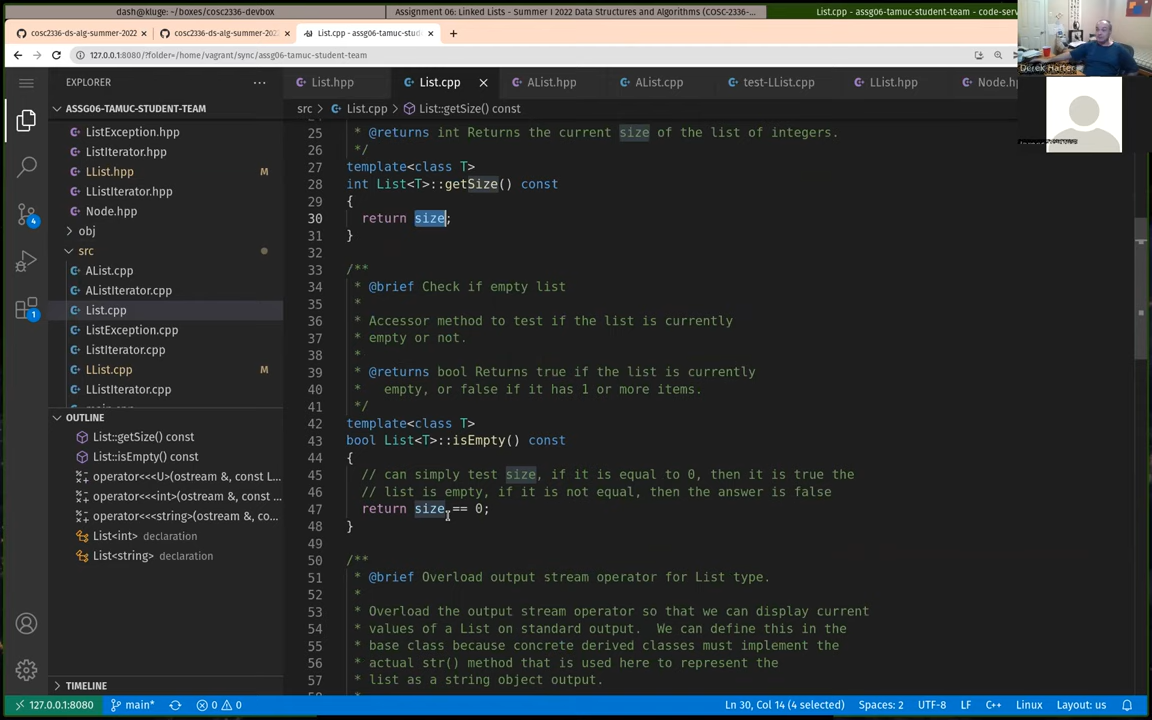 dash@kluge: ~/boxes/cosc2336-devbox
Assignment 06: Linked Lists - Summer I 2022 Data Structures and Algorithms (COSC-2336-...
List.cpp - assg06-tamuc-student-team - code-serv
cosc2336-ds-alg-summer-2022
cosc2336-ds-alg-summer-2022.
List.cpp - assg06-tamuc-stud
127.0.0.1:8080/?folder=/home/vagrant/sync/assg06-tamuc-student-team
Derek Harter
EXPLORER
List.hpp
List.cpp
AList.hpp
AList.cpp
test-LList.cpp
LList.hpp
Node.h
ASSG06-TAMUC-STUDENT-TEAM
src > List.cpp > List::getSize() const
ListException.hpp
ListIterator.hpp
LList.hpp M
LListIterator.hpp
Node.hpp
obj
src
AList.cpp
AListIterator.cpp
List.cpp
ListException.cpp
ListIterator.cpp
LList.cpp M
LListIterator.cpp
OUTLINE
List::getSize() const
List::isEmpty() const
operator<<<U>(ostream &, const L...
operator<<<int>(ostream &, const ...
operator<<<string>(ostream &, co...
List<int> declaration
List<string> declaration
TIMELINE
4
1
25 * @returns int Returns the current size of the list of integers.
26 */
27 template<class T>
28 int List<T>::getSize() const
29 {
30 return size;
31 }
32
33 /**
34 * @brief Check if empty list
35 *
36 * Accessor method to test if the list is currently
37 * empty or not.
38 *
39 * @returns bool Returns true if the list is currently
40 * empty, or false if it has 1 or more items.
41 */
42 template<class T>
43 bool List<T>::isEmpty() const
44 {
45 // can simply test size, if it is equal to 0, then it is true the
46 // list is empty, if it is not equal, then the answer is false
47 return size == 0;
48 }
49
50 /**
51 * @brief Overload output stream operator for List type.
52 *
53 * Overload the output stream operator so that we can display current
54 * values of a List on standard output. We can define this in the
55 * base class because concrete derived classes must implement the
56 * actual str() method that is used here to represent the
57 * list as a string object output.
127.0.0.1:8080
main*
0 0
Ln 30, Col 14 (4 selected)
Spaces: 2
UTF-8
LF
C++
Linux
Layout: us